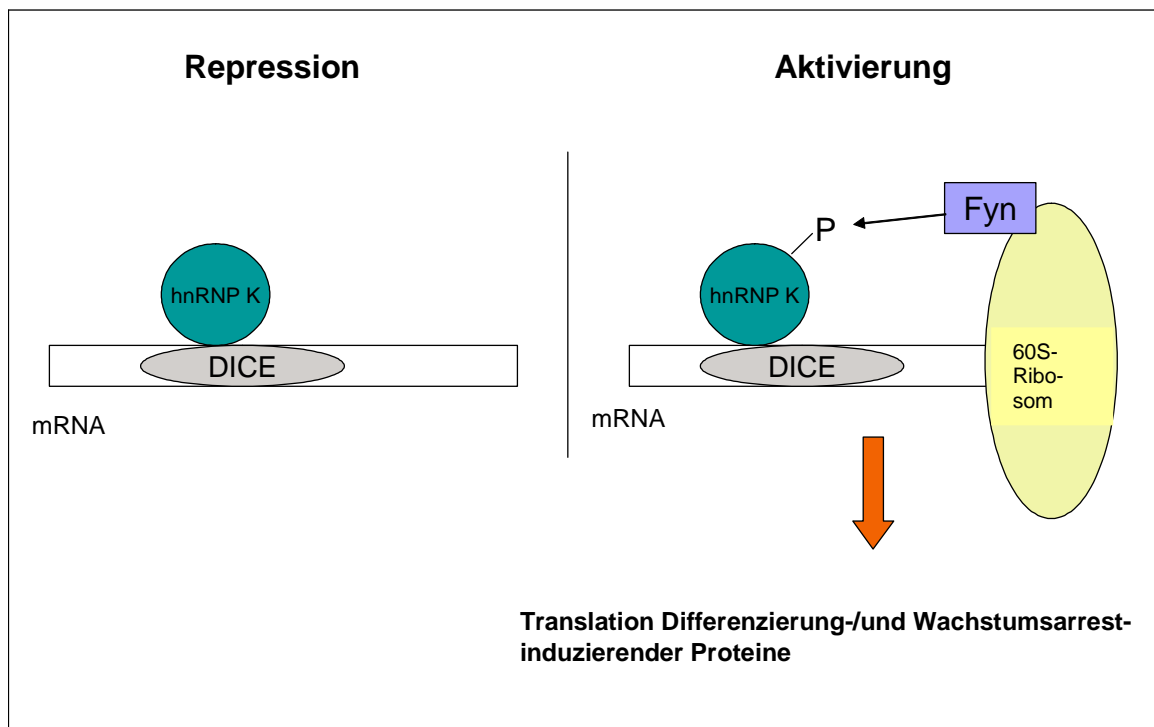 Repression
hnRNP K
DICE
mRNA
Aktivierung
Fyn
P
hnRNP K
DICE
60S-
Ribo-
som
mRNA
Translation Differenzierung-/und Wachstumsarrest-
induzierender Proteine